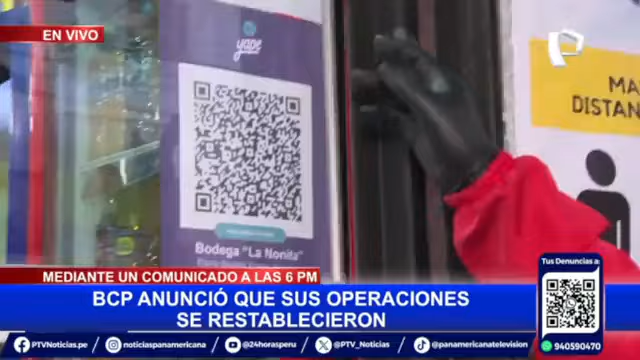 EN VIVO
yape
MA
DISTAN
Bodega "La Nonita"
MEDIANTE UN COMUNICADO A LAS 6 PM
BCP ANUNCIÓ QUE SUS OPERACIONES
SE RESTABLECIERON
Tus Denuncias a:
940590470
PTVNoticias.pe
noticiaspanamericana
24horaspenoticias
PTV_Noticias
@panamericanatelevision